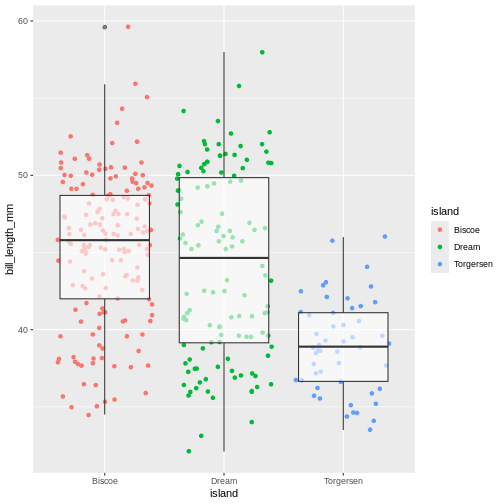 60
50
40
bill_length_mm
Biscoe
Dream
Torgersen
island
island
Biscoe
Dream
Torgersen